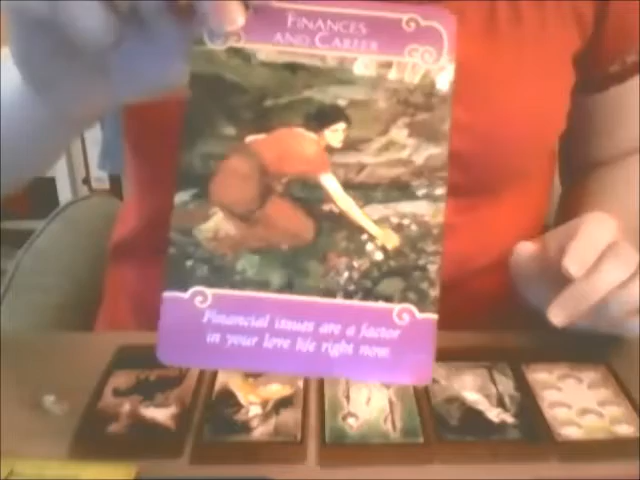 FINANCES
AND CAREER
Financial issues are a factor
in your love life right now.